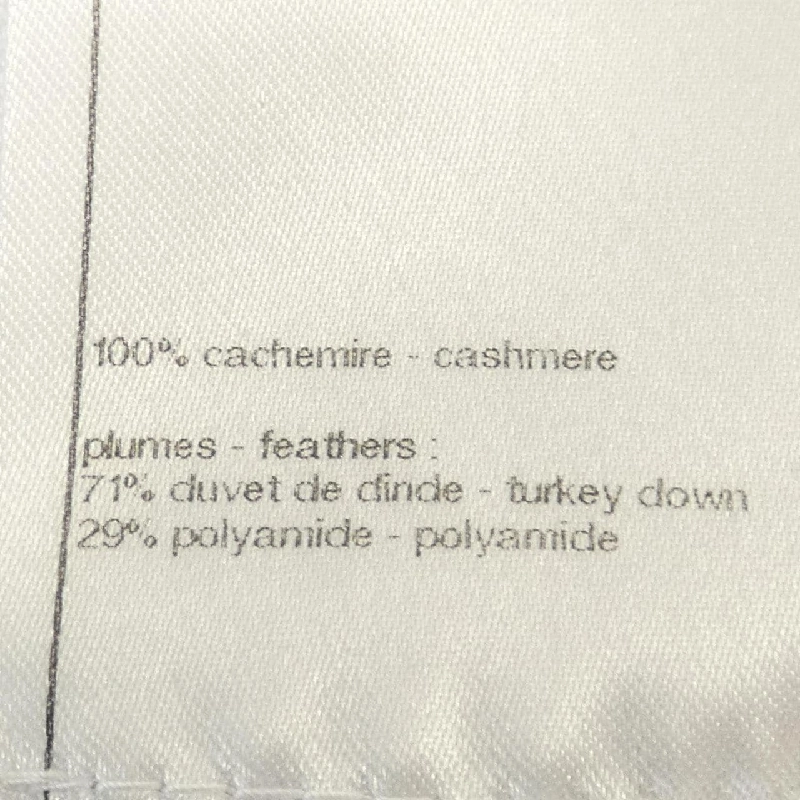 100% cachemire - cashmere
plumes - feathers :
71% duvet de dinde - turkey down
29% polyamide - polyamide